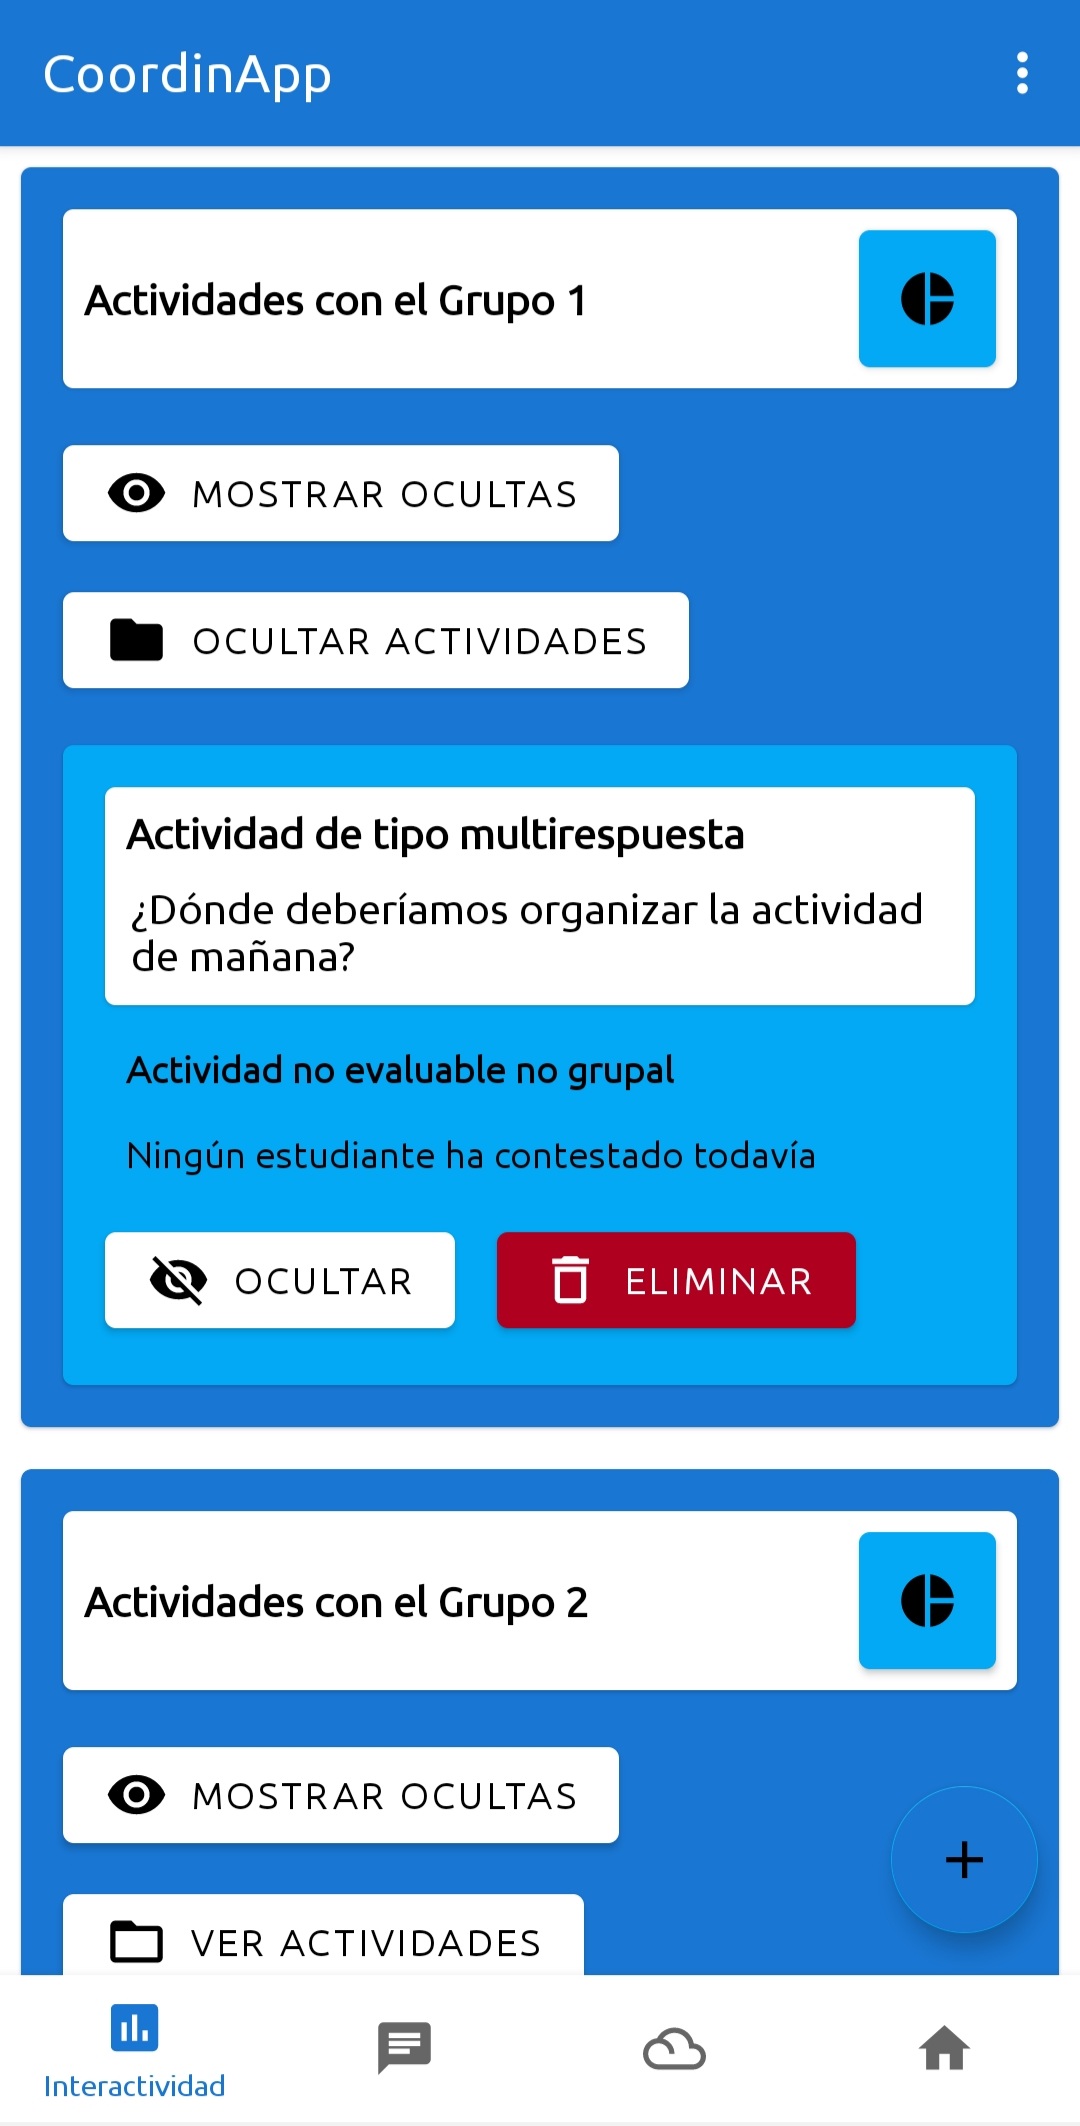 CoordinApp
Actividades con el Grupo 1
MOSTRAR OCULTAS
OCULTAR ACTIVIDADES
Actividad de tipo multirespuesta
¿Dónde deberíamos organizar la actividad
de mañana?
Actividad no evaluable no grupal
Ningún estudiante ha contestado todavía
OCULTAR
ELIMINAR
Actividades con el Grupo 2
MOSTRAR OCULTAS
VER ACTIVIDADES
Interactividad